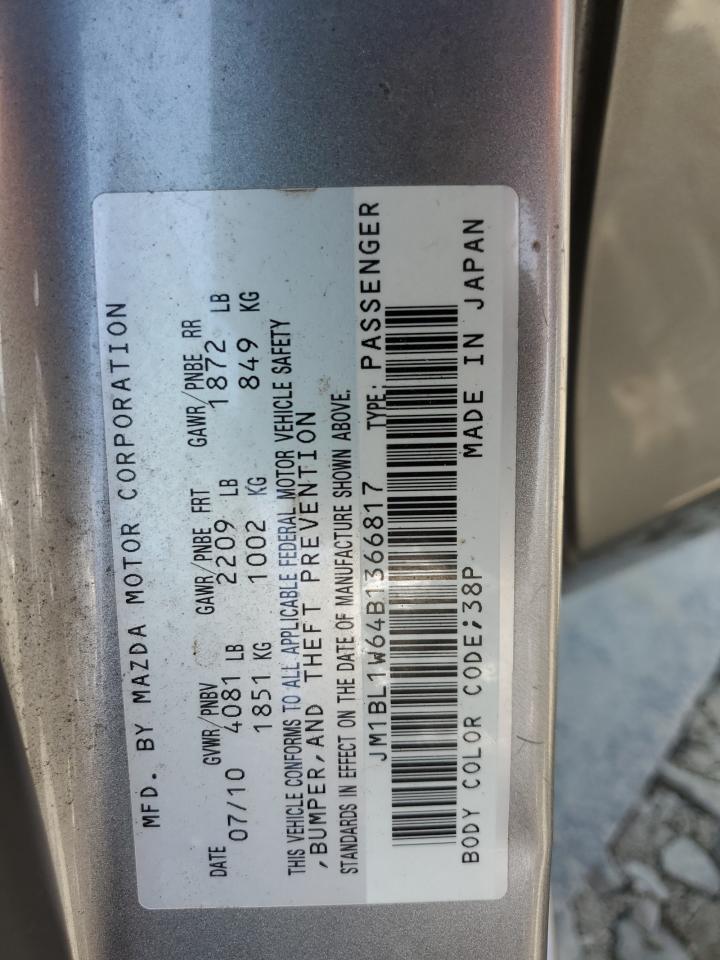 MFD. BY MAZDA MOTOR CORPORATION
DATE GVWR/PNBV GAWR/PNBE FRT GAWR/PNBE RR
07/10 4081 LB 2209 LB 1872 LB
1851 KG 1002 KG 849 KG
THIS VEHICLE CONFORMS TO ALL APPLICABLE FEDERAL MOTOR VEHICLE SAFETY
,BUMPER,AND THEFT PREVENTION
STANDARDS IN EFFECT ON THE DATE OF MANUFACTURE SHOWN ABOVE.
JM1BL1W64B1366817 TYPE: PASSENGER
BODY COLOR CODE;38P MADE IN JAPAN